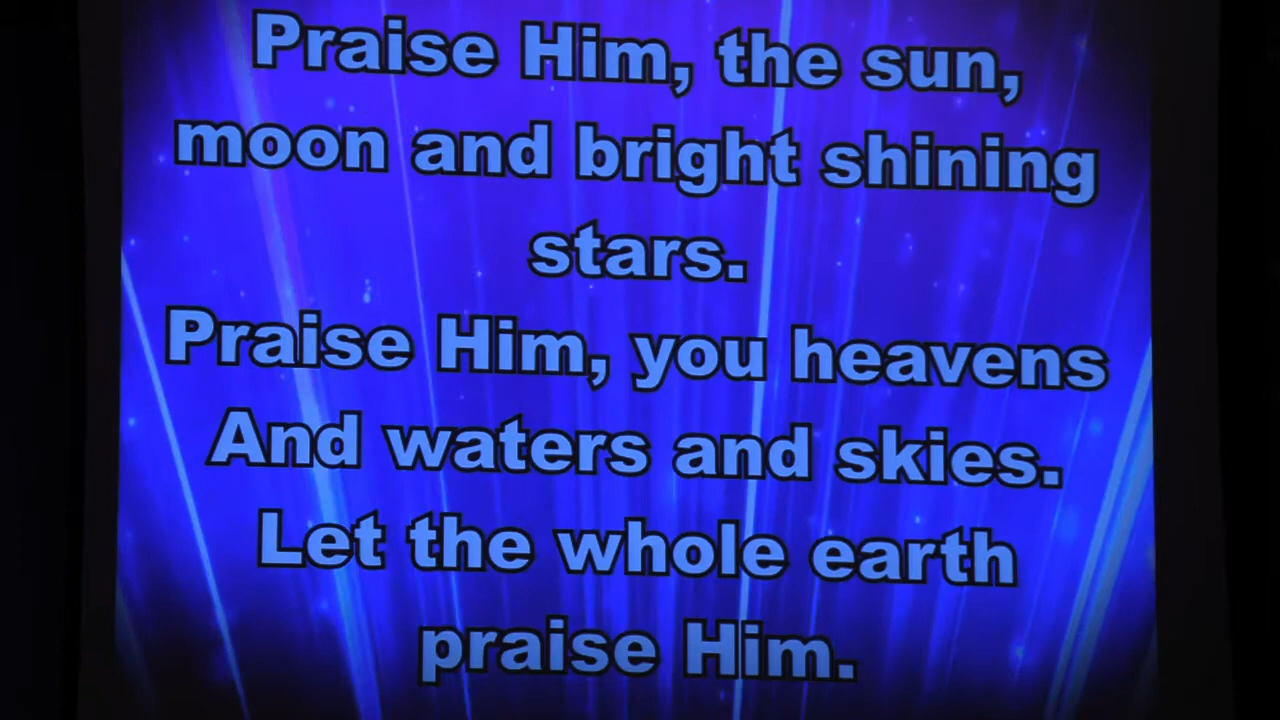 Praise Him, the sun,
moon and bright shining
stars.
Praise Him, you heavens
And waters and skies.
Let the whole earth
praise Him.